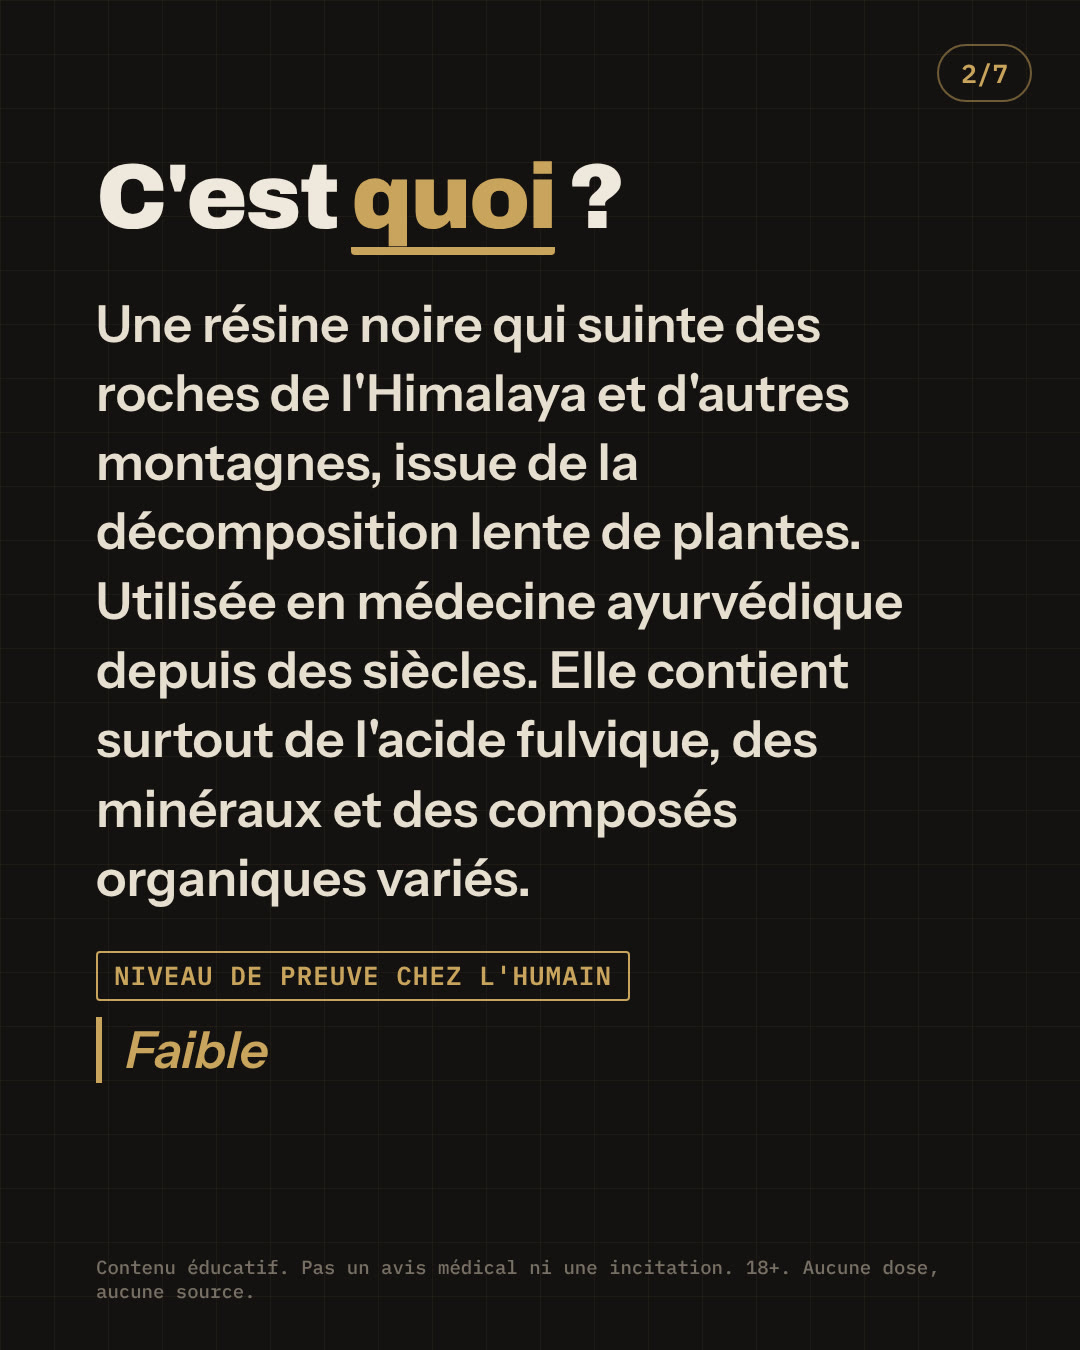 2/7
C'est quoi ?
Une résine noire qui suinte des
roches de l'Himalaya et d'autres
montagnes, issue de la
décomposition lente de plantes.
Utilisée en médecine ayurvédique
depuis des siècles. Elle contient
surtout de l'acide fulvique, des
minéraux et des composés
organiques variés.
NIVEAU DE PREUVE CHEZ L'HUMAIN
Faible
Contenu éducatif. Pas un avis médical ni une incitation. 18+. Aucune dose,
aucune source.